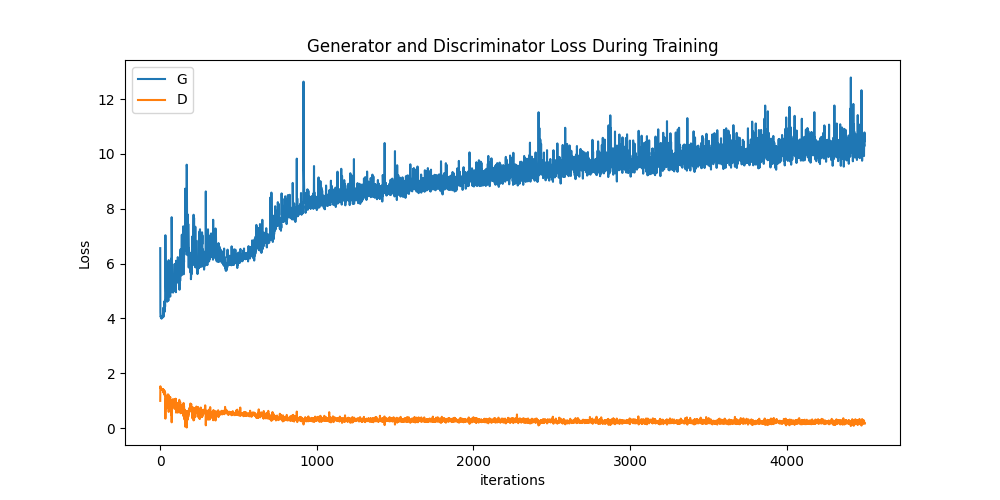 Generator and Discriminator Loss During Training
G
D
Loss
12
10
8
6
4
2
0
0 1000 2000 3000 4000
iterations